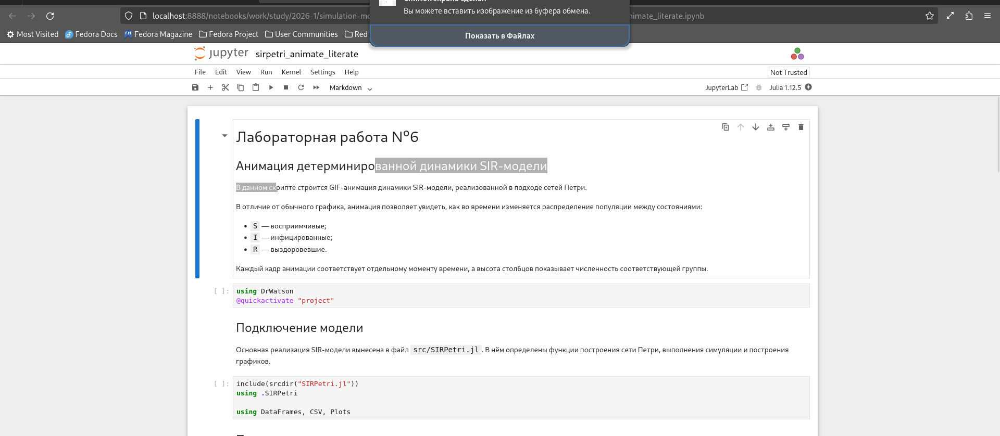 Снимок экрана сделан
Вы можете вставить изображение из буфера обмена.
Показать в Файлах
localhost:8888/notebooks/work/study/2026-1/simulation-mo
nimate_literate.ipynb
Most Visited Fedora Docs Fedora Magazine Fedora Project User Communities Red
jupyter sirpetri_animate_literate
File Edit View Run Kernel Settings Help Not Trusted
Markdown JupyterLab Julia 1.12.5
Лабораторная работа №6
Анимация детерминированной динамики SIR-модели
В данном скрипте строится GIF-анимация динамики SIR-модели, реализованной в подходе сетей Петри.
В отличие от обычного графика, анимация позволяет увидеть, как во времени изменяется распределение популяции между состояниями:
• S — восприимчивые;
• I — инфицированные;
• R — выздоровевшие.
Каждый кадр анимации соответствует отдельному моменту времени, а высота столбцов показывает численность соответствующей группы.
[ ]: using DrWatson
@quickactivate "project"
Подключение модели
Основная реализация SIR-модели вынесена в файл src/SIRPetri.jl . В нём определены функции построения сети Петри, выполнения симуляции и построения
графиков.
[ ]: include(srcdir("SIRPetri.jl"))
using .SIRPetri
using DataFrames, CSV, Plots